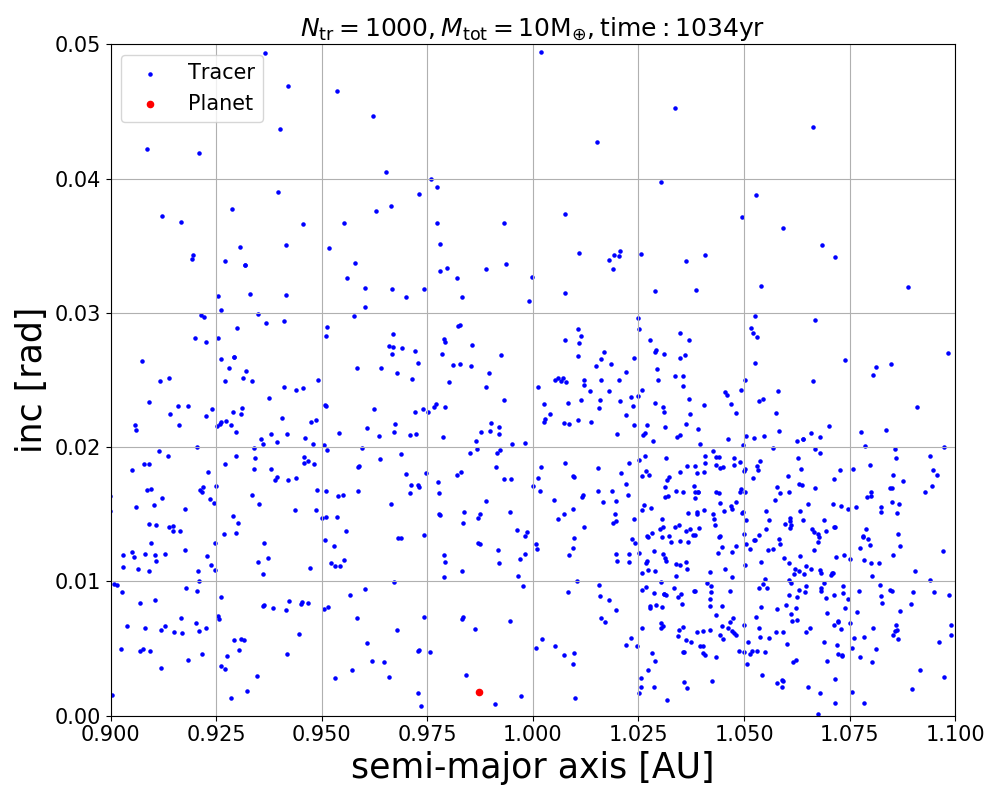 N_tr = 1000, M_tot = 10M_⊕, time : 1034yr
0.05
Tracer
Planet
0.04
0.03
inc [rad]
0.02
0.01
0.00
0.900 0.925 0.950 0.975 1.000 1.025 1.050 1.075 1.100
semi-major axis [AU]